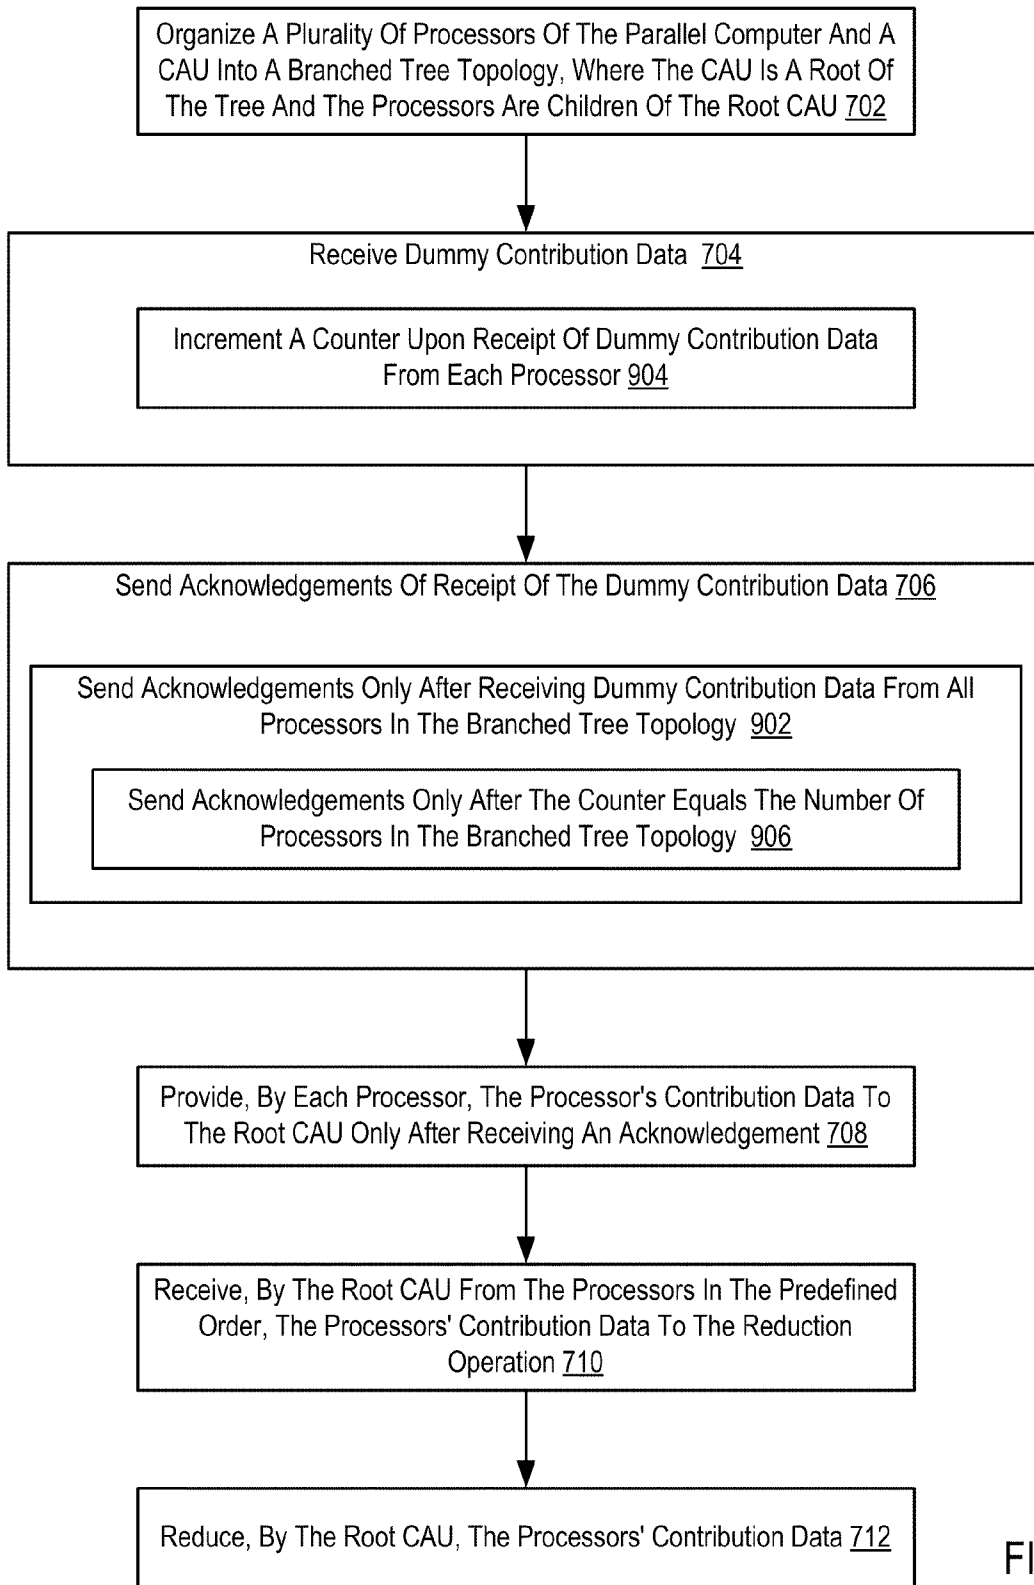 Organize A Plurality Of Processors Of The Parallel Computer And A
CAU Into A Branched Tree Topology, Where The CAU Is A Root Of
The Tree And The Processors Are Children Of The Root CAU 702
Receive Dummy Contribution Data 704
Increment A Counter Upon Receipt Of Dummy Contribution Data
From Each Processor 904
Send Acknowledgements Of Receipt Of The Dummy Contribution Data 706
Send Acknowledgements Only After Receiving Dummy Contribution Data From All
Processors In The Branched Tree Topology 902
Send Acknowledgements Only After The Counter Equals The Number Of
Processors In The Branched Tree Topology 906
Provide, By Each Processor, The Processor's Contribution Data To
The Root CAU Only After Receiving An Acknowledgement 708
Receive, By The Root CAU From The Processors In The Predefined
Order, The Processors' Contribution Data To The Reduction
Operation 710
Reduce, By The Root CAU, The Processors' Contribution Data 712